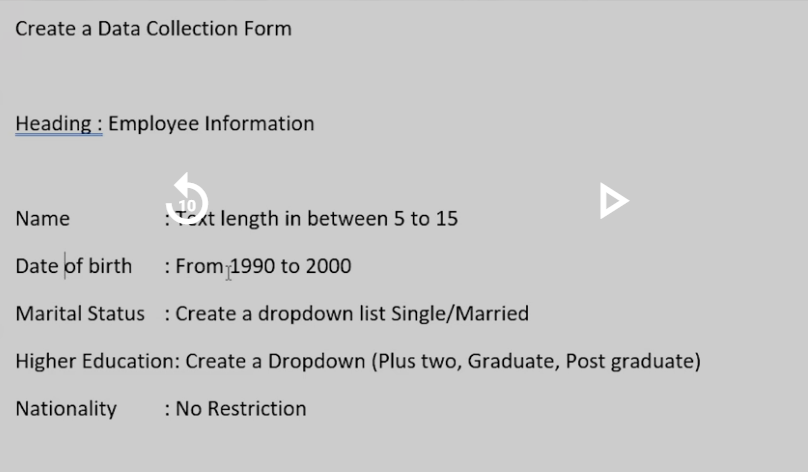 Create a Data Collection Form
Heading : Employee Information
10
Name : Text length in between 5 to 15
Date of birth : From 1990 to 2000
Marital Status : Create a dropdown list Single/Married
Higher Education: Create a Dropdown (Plus two, Graduate, Post graduate)
Nationality : No Restriction